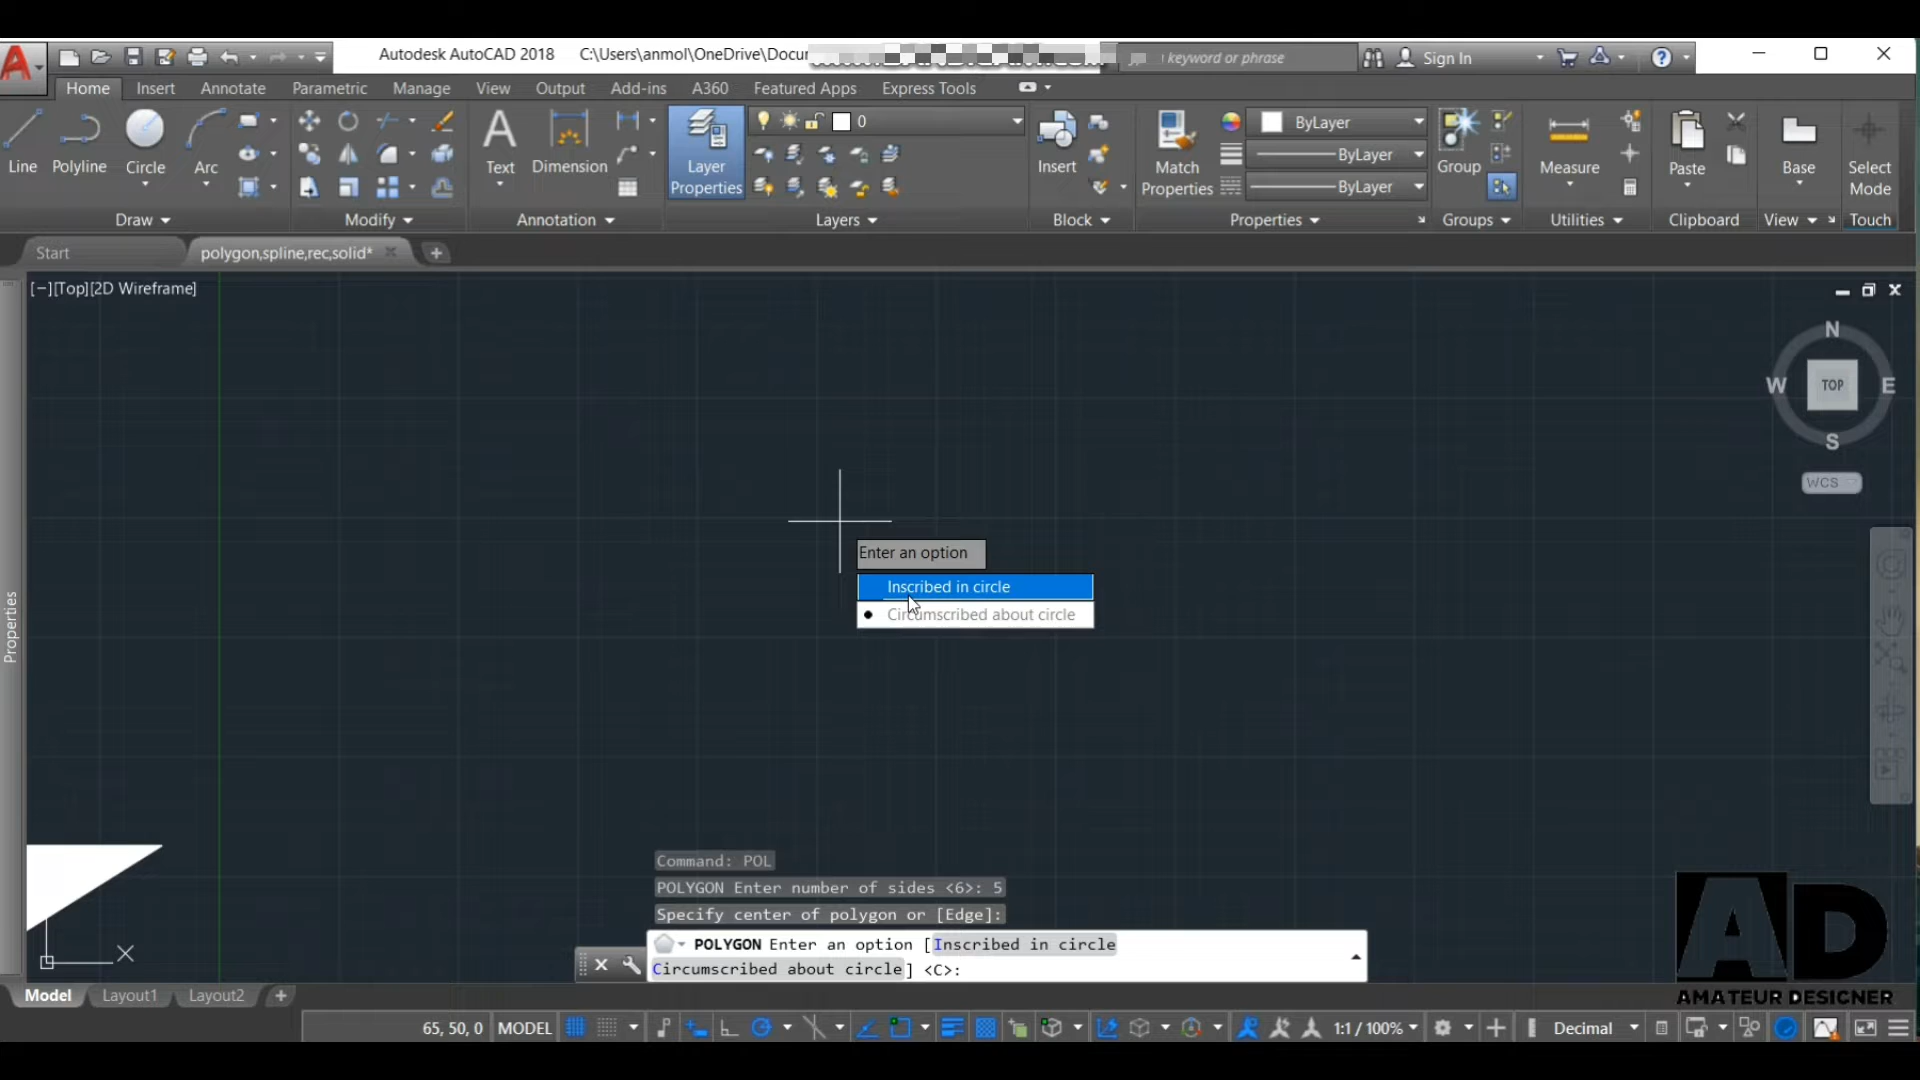 Autodesk AutoCAD 2018 C:\Users\anmol\OneDrive\Docu
keyword or phrase
Sign In
Home Insert Annotate Parametric Manage View Output Add-ins A360 Featured Apps Express Tools
0
ByLayer
ByLayer
ByLayer
Line Polyline Circle Arc
Text Dimension
Layer
Properties
Insert
Match
Properties
Group
Measure
Paste
Base
Select
Mode
Draw Modify Annotation Layers Block Properties Groups Utilities Clipboard View Touch
Start polygon,spline,rec,solid*
[−][Top][2D Wireframe]
N
W TOP E
S
WCS
Enter an option
Inscribed in circle
Circumscribed about circle
Properties
Command: POL
POLYGON Enter number of sides <6>: 5
Specify center of polygon or [Edge]:
POLYGON Enter an option [Inscribed in circle
Circumscribed about circle] <C>:
X
AD
AMATEUR DESIGNER
Model Layout1 Layout2
65, 50, 0 MODEL 1:1 / 100% Decimal